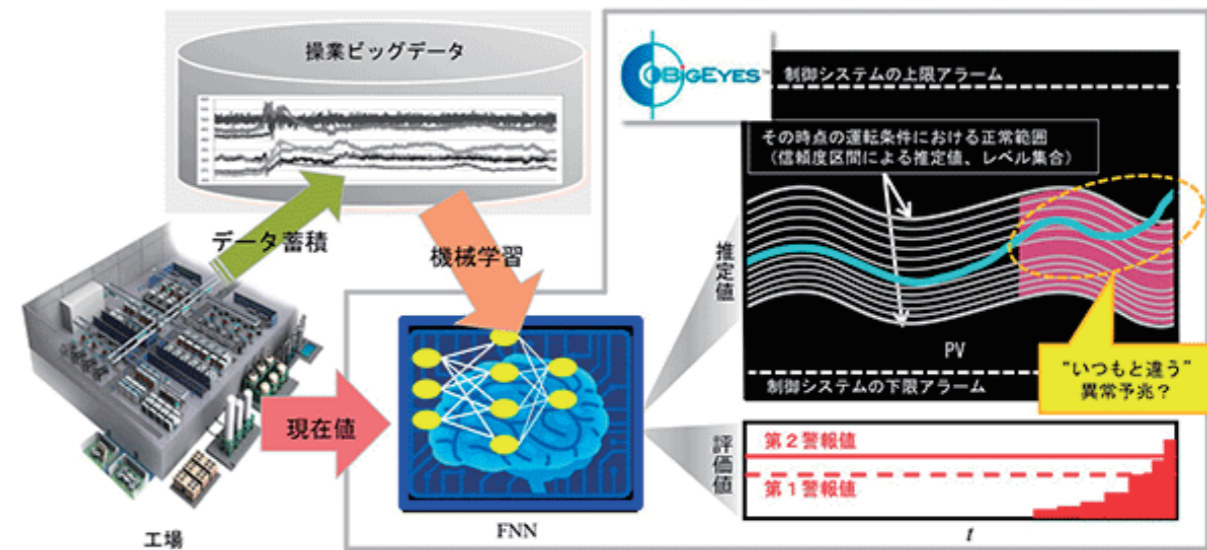 操業ビッグデータ
データ蓄積
機械学習
工場
現在値
FNN
BiGEYES™
制御システムの上限アラーム
その時点の運転条件における正常範囲
(信頼度区間による推定値、レベル集合)
推定値
PV
制御システムの下限アラーム
"いつもと違う"
異常予兆?
評価値
第2警報値
第1警報値
t